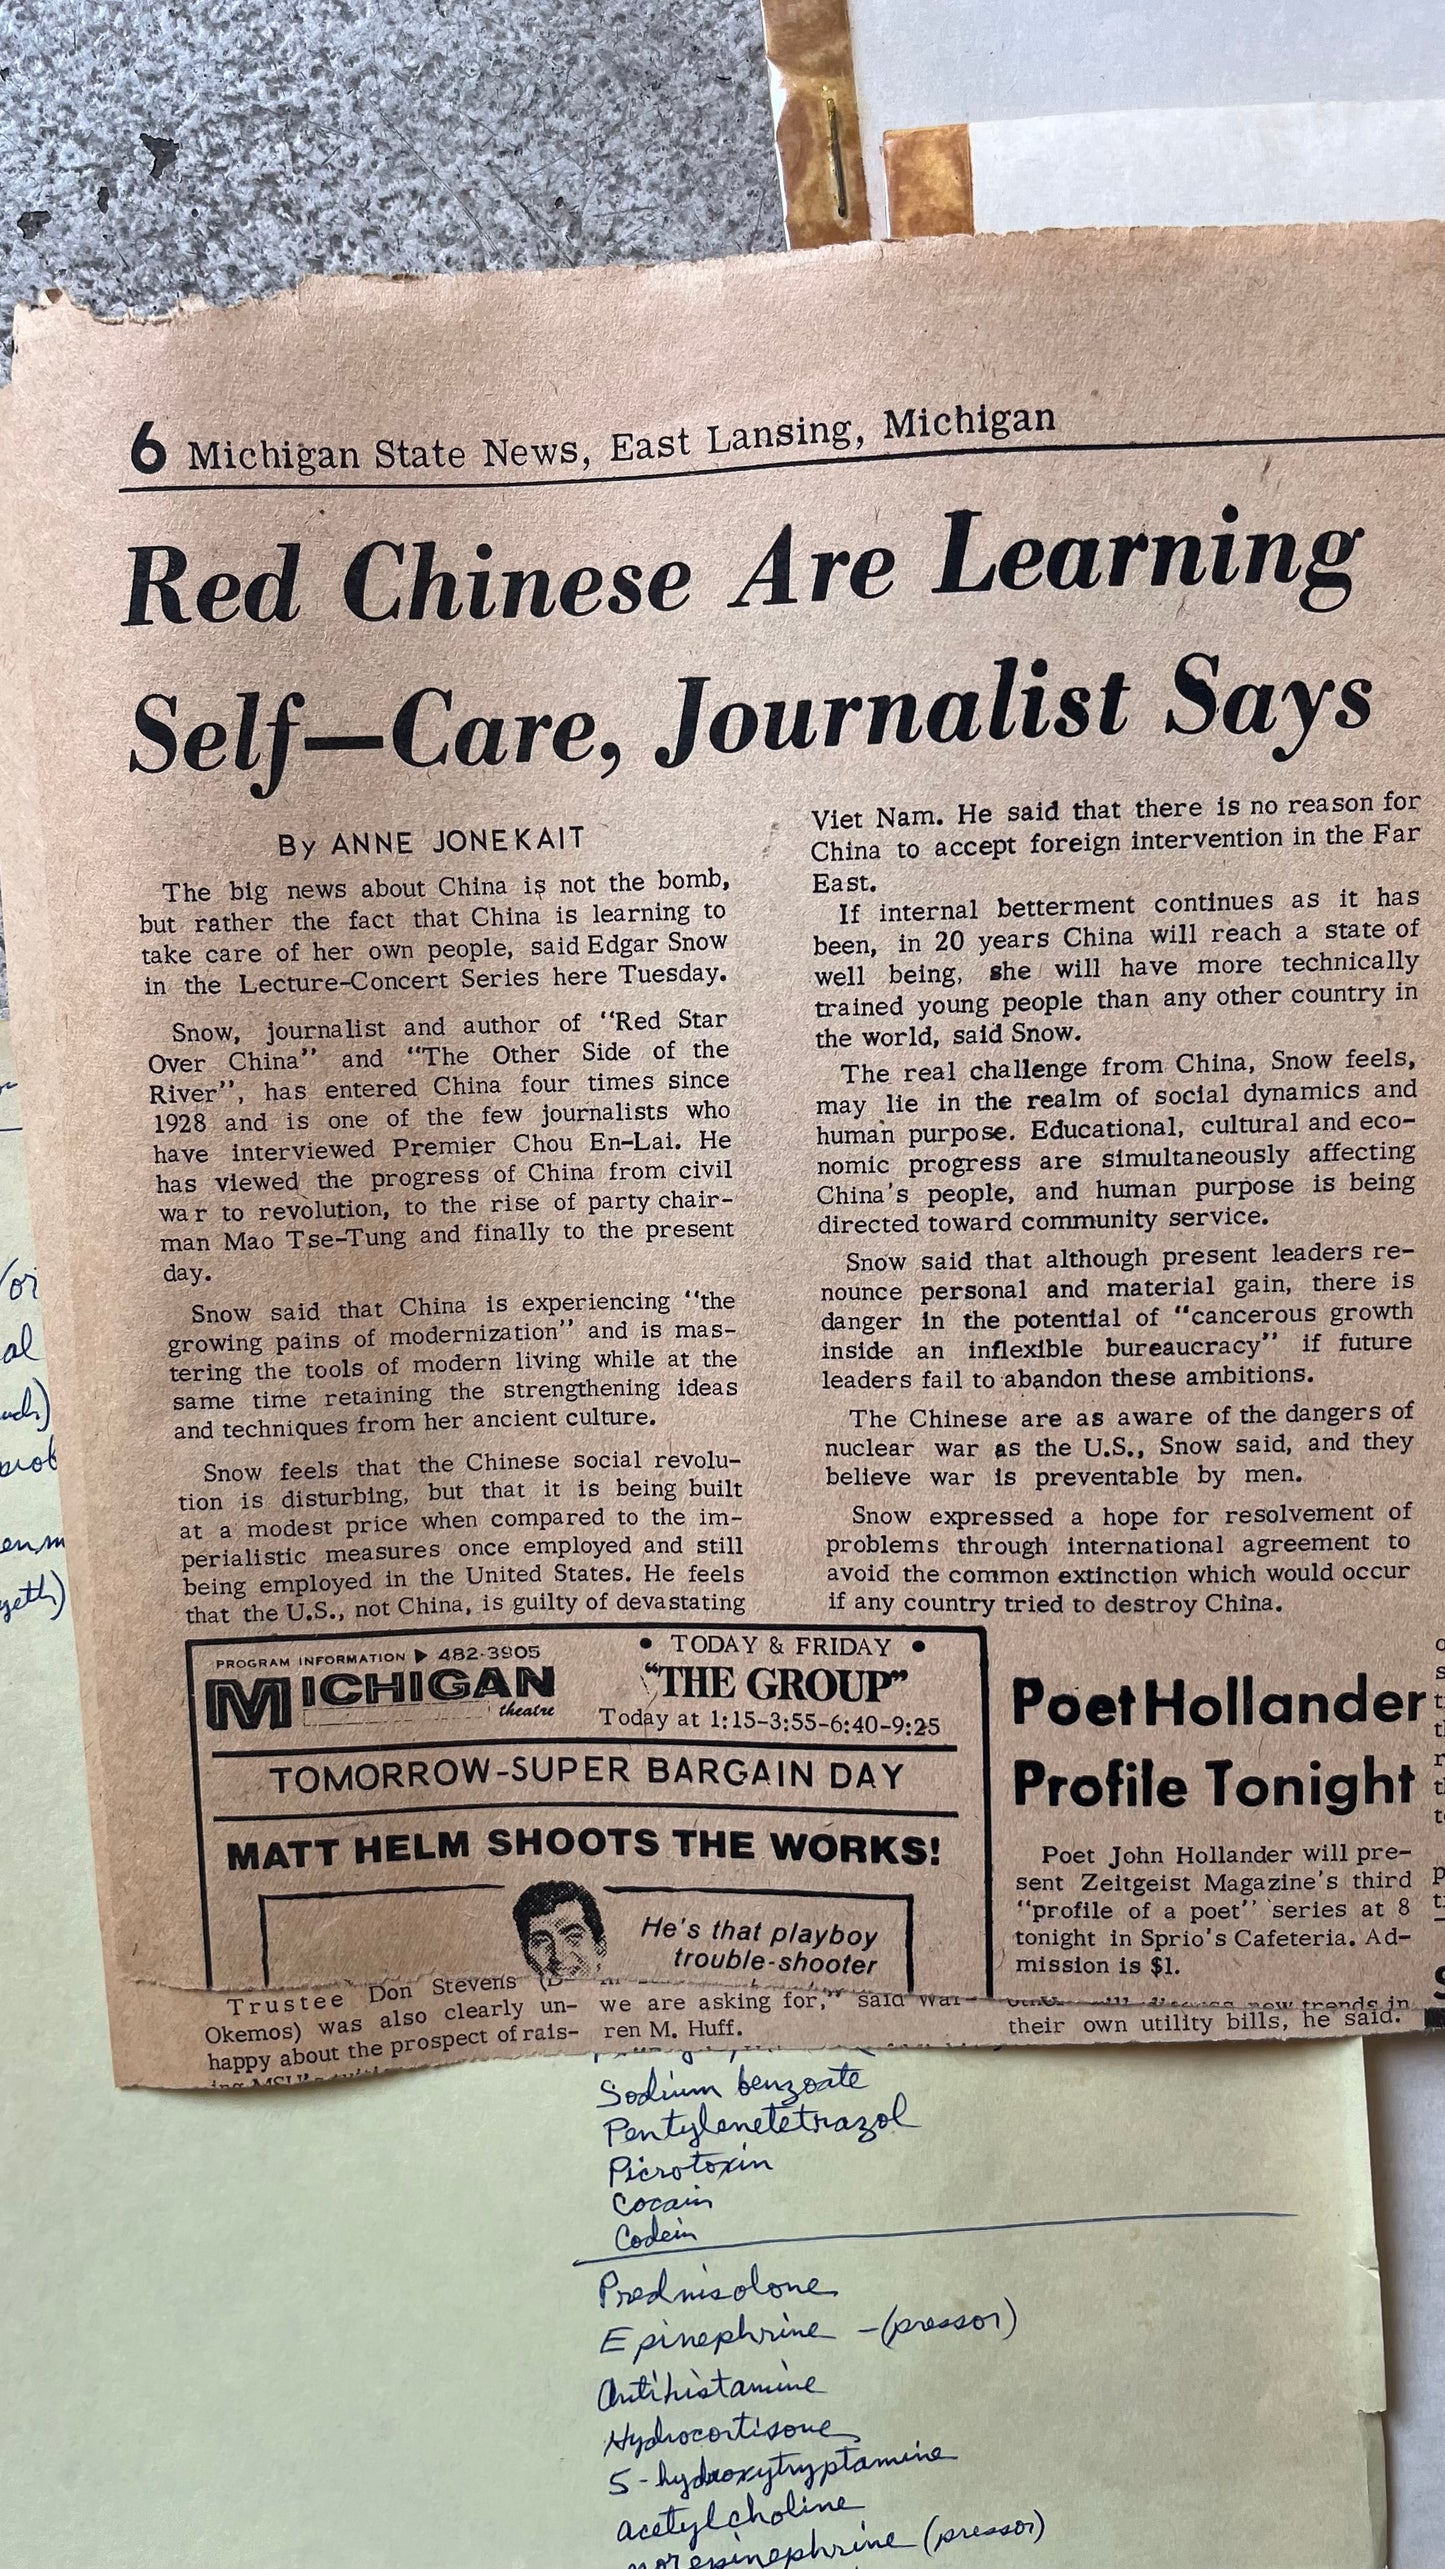 6 Michigan State News, East Lansing, Michigan
Red Chinese Are Learning
Self—Care, Journalist Says
By ANNE JONEKAIT
The big news about China is not the bomb,
but rather the fact that China is learning to
take care of her own people, said Edgar Snow
in the Lecture-Concert Series here Tuesday.
Snow, journalist and author of "Red Star
Over China" and "The Other Side of the
River", has entered China four times since
1928 and is one of the few journalists who
have interviewed Premier Chou En-Lai. He
has viewed the progress of China from civil
war to revolution, to the rise of party chair-
man Mao Tse-Tung and finally to the present
day.
Snow said that China is experiencing "the
growing pains of modernization" and is mas-
tering the tools of modern living while at the
same time retaining the strengthening ideas
and techniques from her ancient culture.
Snow feels that the Chinese social revolu-
tion is disturbing, but that it is being built
at a modest price when compared to the im-
perialistic measures once employed and still
being employed in the United States. He feels
that the U.S., not China, is guilty of devastating
Viet Nam. He said that there is no reason for
China to accept foreign intervention in the Far
East.
If internal betterment continues as it has
been, in 20 years China will reach a state of
well being, she will have more technically
trained young people than any other country in
the world, said Snow.
The real challenge from China, Snow feels,
may lie in the realm of social dynamics and
human purpose. Educational, cultural and eco-
nomic progress are simultaneously affecting
China's people, and human purpose is being
directed toward community service.
Snow said that although present leaders re-
nounce personal and material gain, there is
danger in the potential of "cancerous growth
inside an inflexible bureaucracy" if future
leaders fail to abandon these ambitions.
The Chinese are as aware of the dangers of
nuclear war as the U.S., Snow said, and they
believe war is preventable by men.
Snow expressed a hope for resolvement of
problems through international agreement to
avoid the common extinction which would occur
if any country tried to destroy China.
PROGRAM INFORMATION ▶ 482-3905
MICHIGAN
theatre
• TODAY & FRIDAY •
"THE GROUP"
Today at 1:15-3:55-6:40-9:25
TOMORROW-SUPER BARGAIN DAY
MATT HELM SHOOTS THE WORKS!
He's that playboy
trouble-shooter
Poet Hollander
Profile Tonight
Poet John Hollander will pre-
sent Zeitgeist Magazine's third
"profile of a poet" series at 8
tonight in Sprio's Cafeteria. Ad-
mission is $1.
Trustee Don Stevens (D-
Okemos) was also clearly un-
happy about the prospect of rais-
we are asking for," said War-
ren M. Huff.
will discuss new trends in
their own utility bills, he said.
Sodium benzoate
Pentylenetetrazol
Picrotoxin
Cocain
Codein
Prednisolone
Epinephrine -(pressor)
Antihistamine
Hydrocortisone
5-hydroxytryptamine
acetylcholine
norepinephrine (pressor)